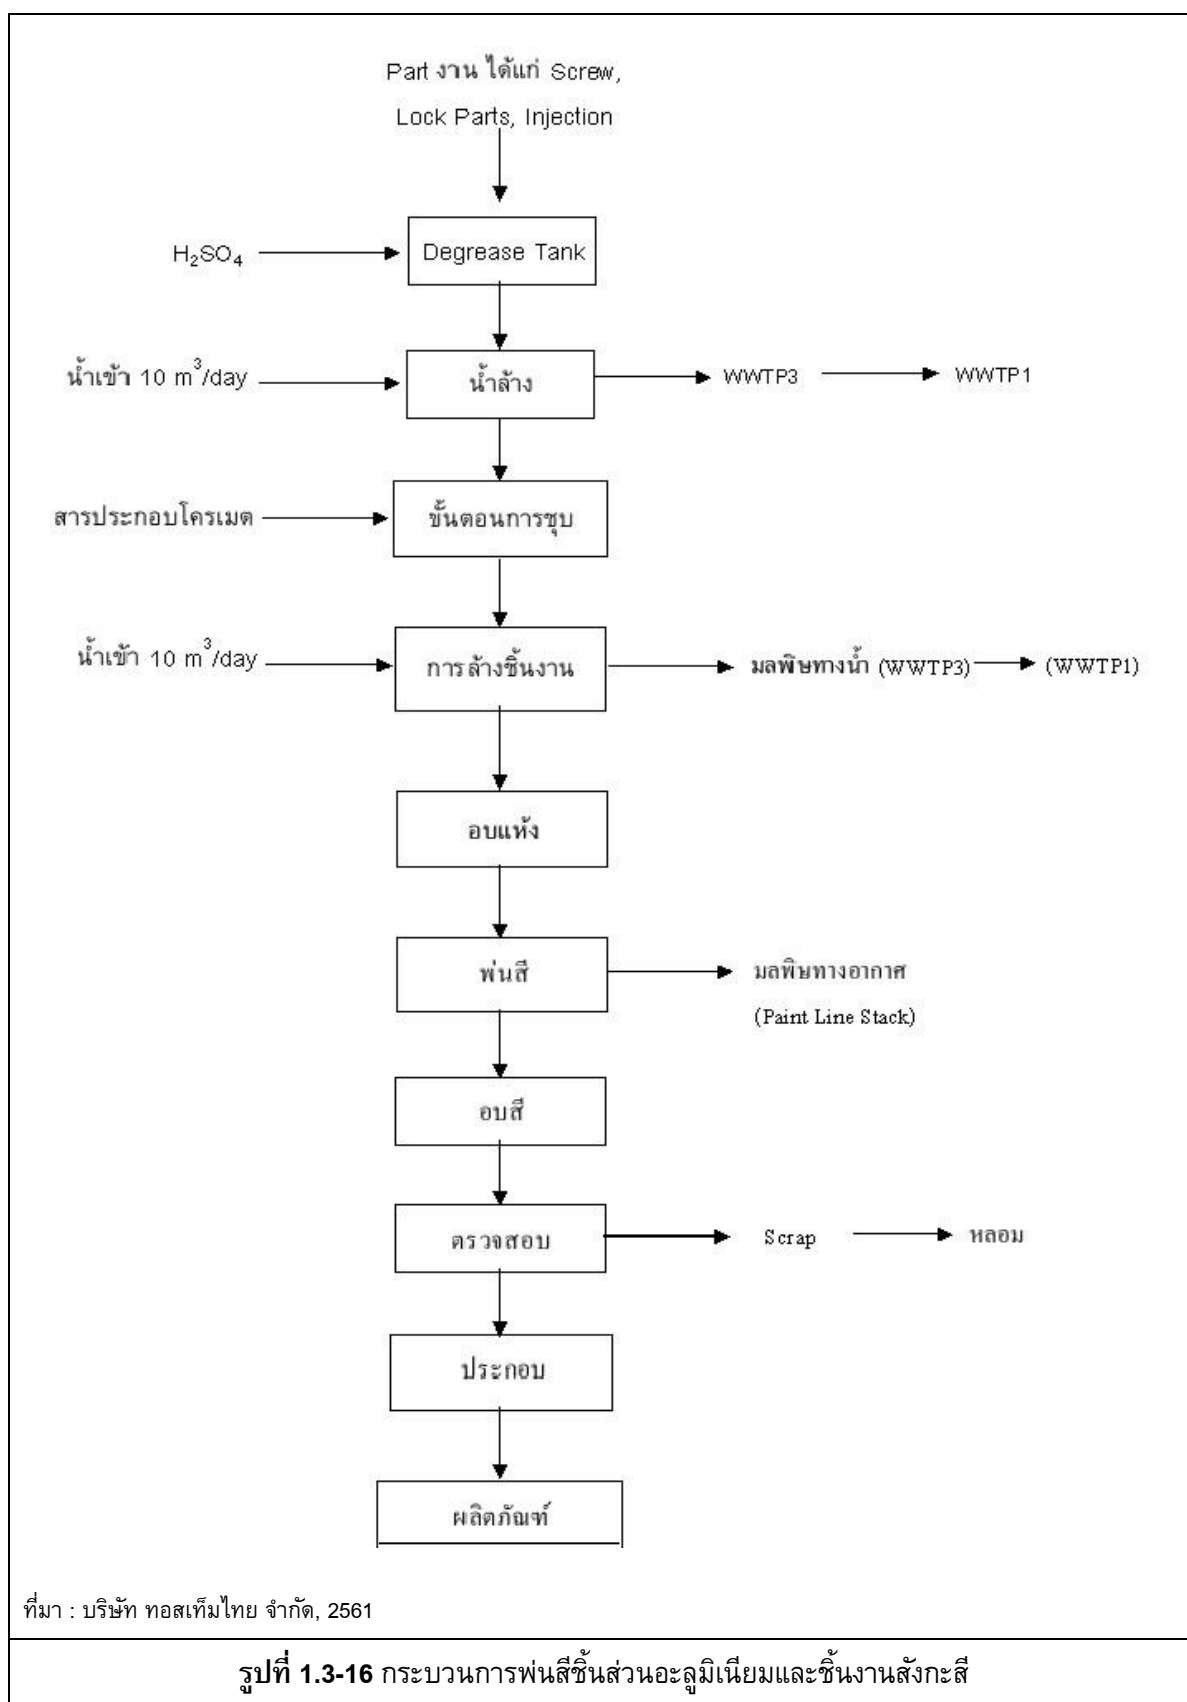 Part งาน ได้แก่ Screw,
Lock Parts, Injection
H₂SO₄
Degrease Tank
น้ำเข้า 10 m³/day
น้ำล้าง
WWTP3
WWTP1
สารประกอบโครเมต
ขั้นตอนการชุบ
น้ำเข้า 10 m³/day
การล้างชิ้นงาน
มลพิษทางน้ำ (WWTP3)
(WWTP1)
อบแห้ง
พ่นสี
มลพิษทางอากาศ
(Paint Line Stack)
อบสี
ตรวจสอบ
Scrap
หลอม
ประกอบ
ผลิตภัณฑ์
ที่มา : บริษัท ทอสเท็มไทย จำกัด, 2561
รูปที่ 1.3-16 กระบวนการพ่นสีชิ้นส่วนอะลูมิเนียมและชิ้นงานสังกะสี